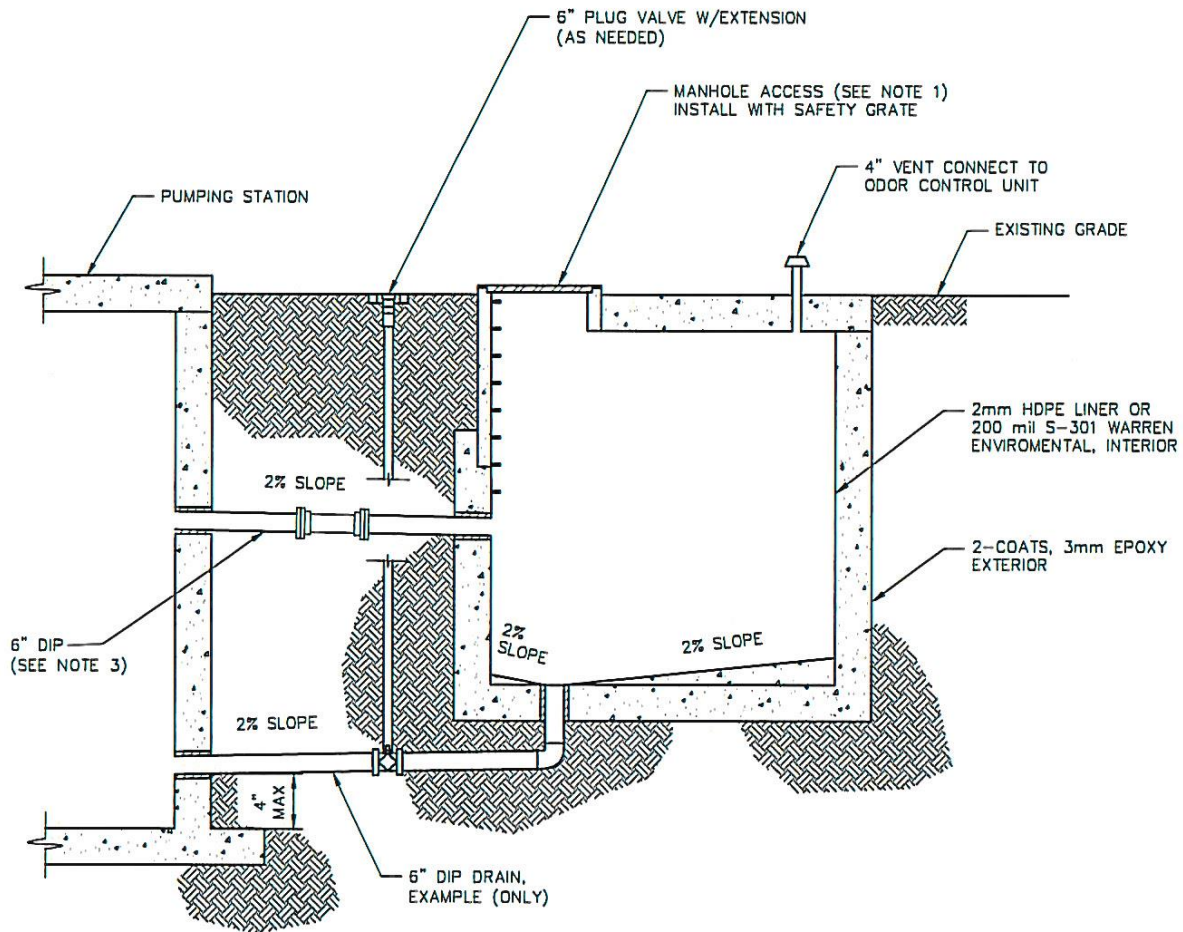 6" PLUG VALVE W/EXTENSION
(AS NEEDED)
MANHOLE ACCESS (SEE NOTE 1)
INSTALL WITH SAFETY GRATE
4" VENT CONNECT TO
ODOR CONTROL UNIT
PUMPING STATION
EXISTING GRADE
2mm HDPE LINER OR
200 mil S-301 WARREN
ENVIROMENTAL, INTERIOR
2% SLOPE
2-COATS, 3mm EPOXY
EXTERIOR
6" DIP
(SEE NOTE 3)
2%
SLOPE
2% SLOPE
2% SLOPE
4"
MAX
6" DIP DRAIN,
EXAMPLE (ONLY)